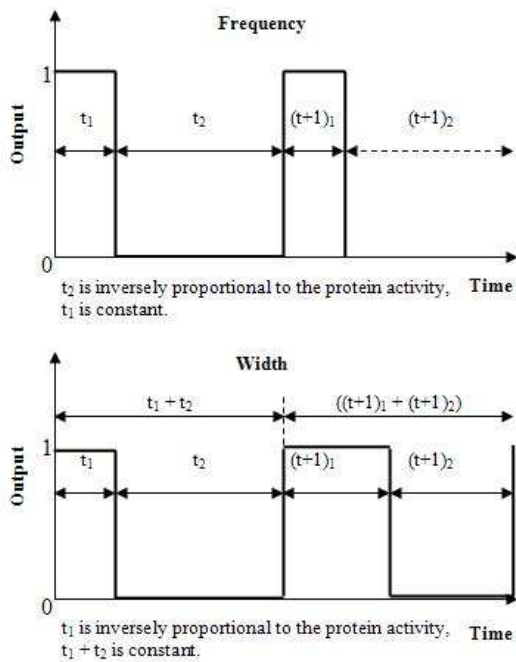 Frequency
Output
1
t₁
t₂
(t+1)₁
(t+1)₂
0
Time
t₂ is inversely proportional to the protein activity,
t₁ is constant.
Width
t₁ + t₂
((t+1)₁ + (t+1)₂)
Output
1
t₁
t₂
(t+1)₁
(t+1)₂
0
Time
t₁ is inversely proportional to the protein activity,
t₁ + t₂ is constant.